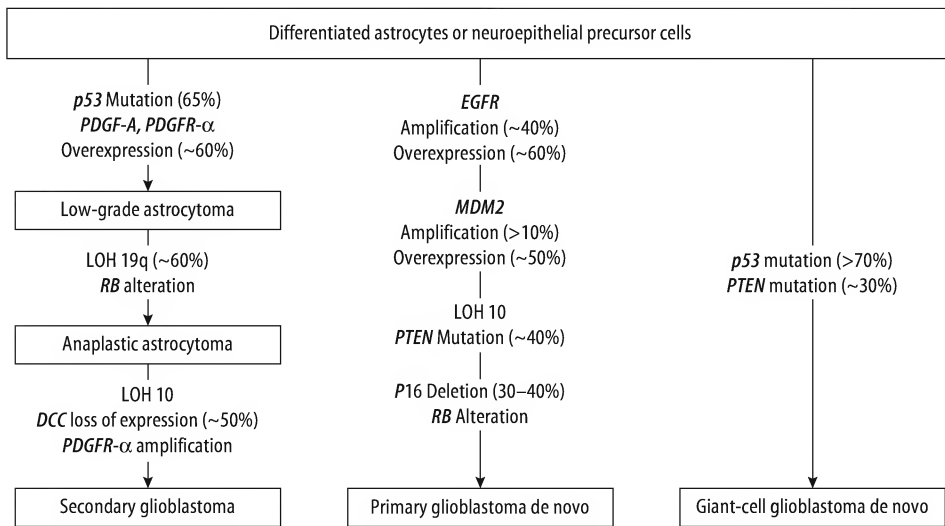 Differentiated astrocytes or neuroepithelial precursor cells
p53 Mutation (65%)
PDGF-A, PDGFR-α
Overexpression (~60%)
Low-grade astrocytoma
LOH 19q (~60%)
RB alteration
Anaplastic astrocytoma
LOH 10
DCC loss of expression (~50%)
PDGFR-α amplification
Secondary glioblastoma
EGFR
Amplification (~40%)
Overexpression (~60%)
MDM2
Amplification (>10%)
Overexpression (~50%)
LOH 10
PTEN Mutation (~40%)
P16 Deletion (30–40%)
RB Alteration
Primary glioblastoma de novo
p53 mutation (>70%)
PTEN mutation (~30%)
Giant-cell glioblastoma de novo